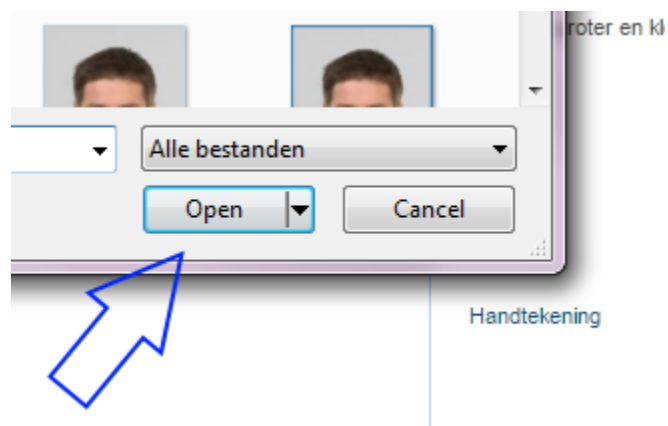 roter en kl
Alle bestanden
Open
Cancel
Handtekening